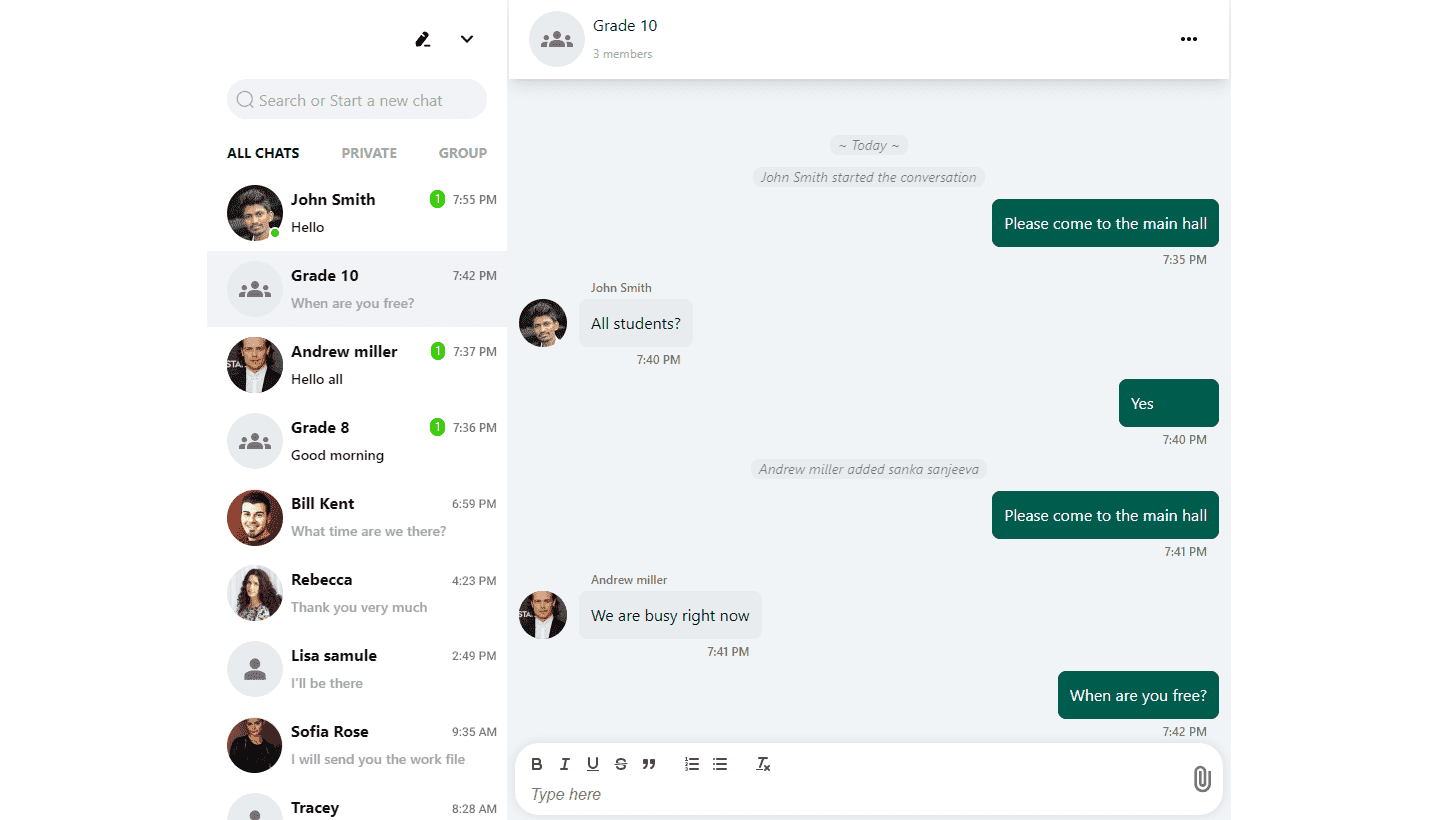 Search or Start a new chat
ALL CHATS PRIVATE GROUP
John Smith 1 7:55 PM
Hello
Grade 10 7:42 PM
When are you free?
STA.
Andrew miller 1 7:37 PM
Hello all
Grade 8 1 7:36 PM
Good morning
Bill Kent 6:59 PM
What time are we there?
Rebecca 4:23 PM
Thank you very much
Lisa samule 2:49 PM
I'll be there
Sofia Rose 9:35 AM
I will send you the work file
Tracey 8:28 AM
Grade 10
3 members
~ Today ~
John Smith started the conversation
Please come to the main hall
7:35 PM
John Smith
All students?
7:40 PM
Yes
7:40 PM
Andrew miller added sanka sanjeeva
Please come to the main hall
7:41 PM
Andrew miller
STA.
We are busy right now
7:41 PM
When are you free?
7:42 PM
B I U S
Type here